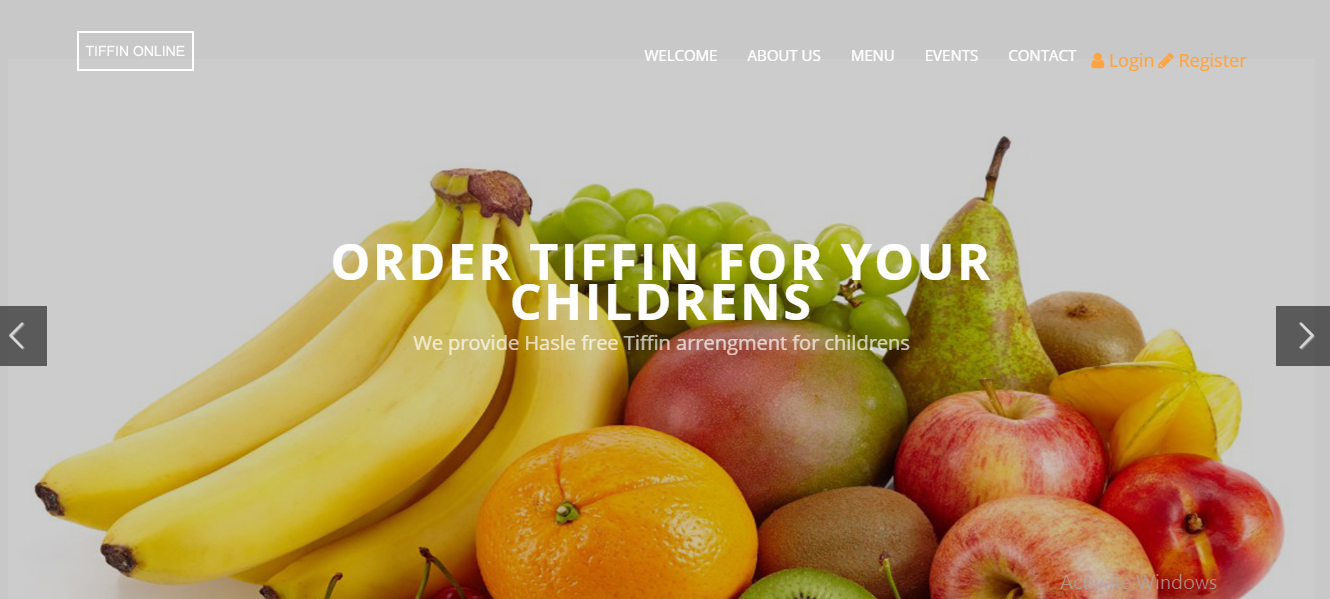 TIFFIN ONLINE
WELCOME ABOUT US MENU EVENTS CONTACT Login Register
ORDER TIFFIN FOR YOUR
CHILDRENS
We provide Hasle free Tiffin arrengment for childrens
Activate Windows